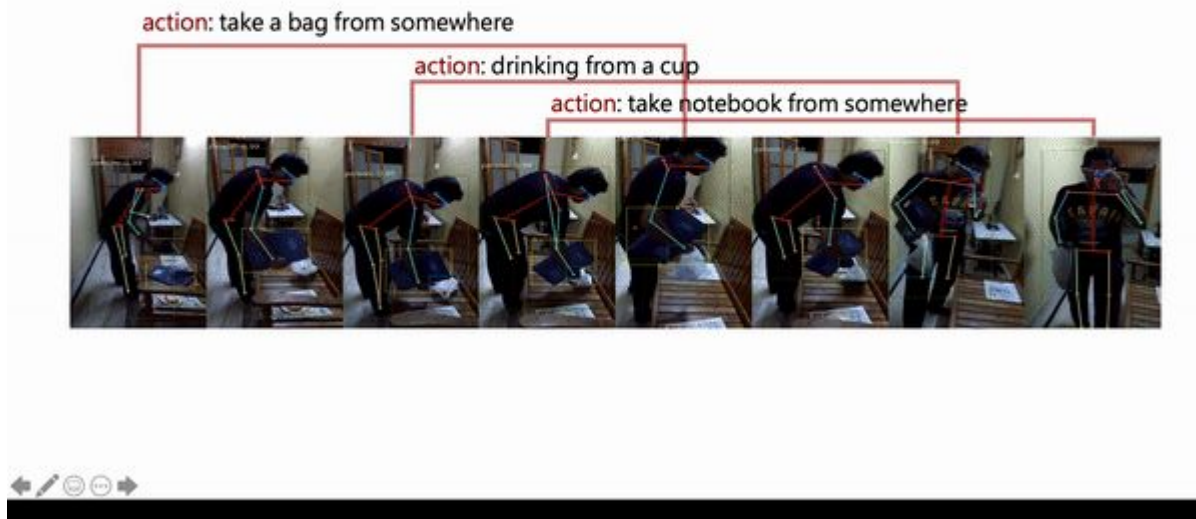 action: take a bag from somewhere
action: drinking from a cup
action: take notebook from somewhere